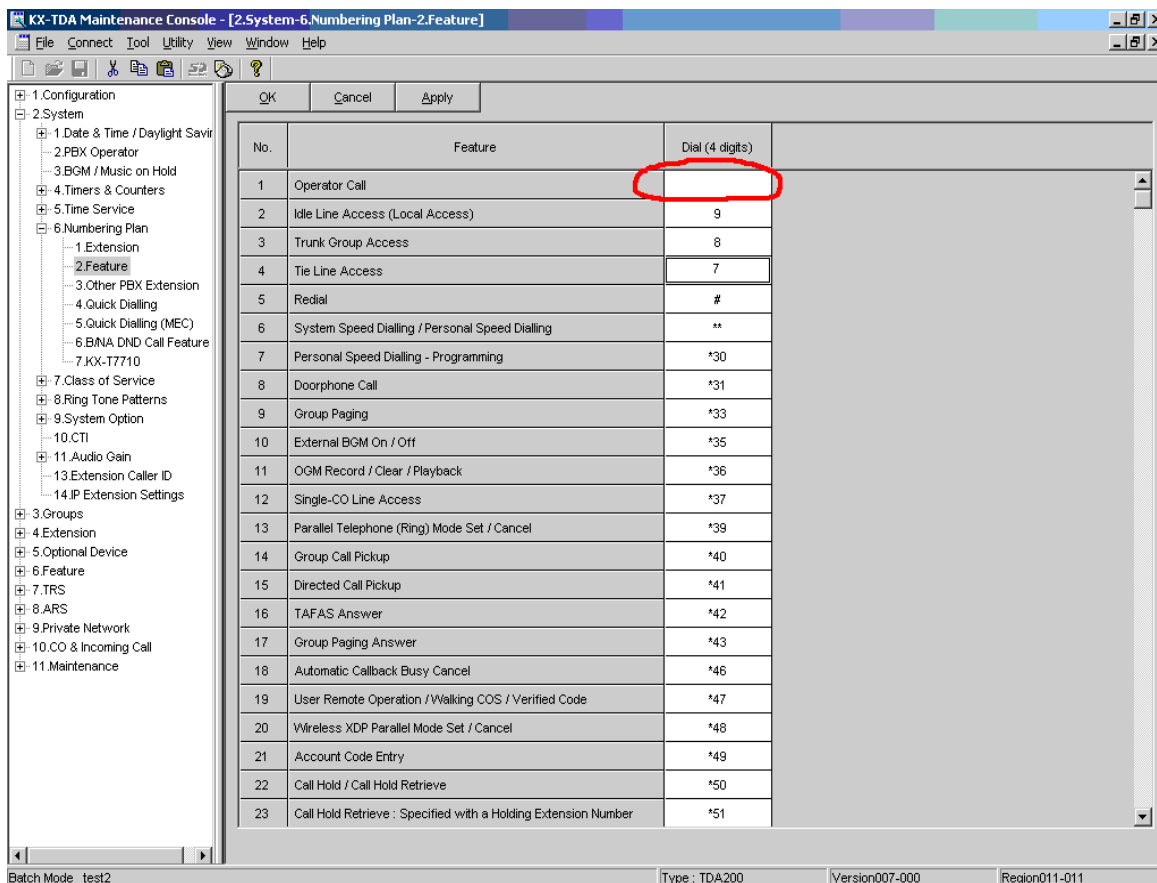 KX-TDA Maintenance Console - [2.System-6.Numbering Plan-2.Feature]
File Connect Tool Utility View Window Help
1.Configuration
2.System
1.Date & Time / Daylight Savin
2.PBX Operator
3.BGM / Music on Hold
4.Timers & Counters
5.Time Service
6.Numbering Plan
1.Extension
2.Feature
3.Other PBX Extension
4.Quick Dialling
5.Quick Dialling (MEC)
6.B/NA DND Call Feature
7.KX-T7710
7.Class of Service
8.Ring Tone Patterns
9.System Option
10.CTI
11.Audio Gain
13.Extension Caller ID
14.IP Extension Settings
3.Groups
4.Extension
5.Optional Device
6.Feature
7.TRS
8.ARS
9.Private Network
10.CO & Incoming Call
11.Maintenance
OK Cancel Apply
No. Feature Dial (4 digits)
1 Operator Call
2 Idle Line Access (Local Access) 9
3 Trunk Group Access 8
4 Tie Line Access 7
5 Redial #
6 System Speed Dialling / Personal Speed Dialling **
7 Personal Speed Dialling - Programming *30
8 Doorphone Call *31
9 Group Paging *33
10 External BGM On / Off *35
11 OGM Record / Clear / Playback *36
12 Single-CO Line Access *37
13 Parallel Telephone (Ring) Mode Set / Cancel *39
14 Group Call Pickup *40
15 Directed Call Pickup *41
16 TAFAS Answer *42
17 Group Paging Answer *43
18 Automatic Callback Busy Cancel *46
19 User Remote Operation / Walking COS / Verified Code *47
20 Wireless XDP Parallel Mode Set / Cancel *48
21 Account Code Entry *49
22 Call Hold / Call Hold Retrieve *50
23 Call Hold Retrieve : Specified with a Holding Extension Number *51
Batch Mode test2 Type : TDA200 Version007-000 Region011-011